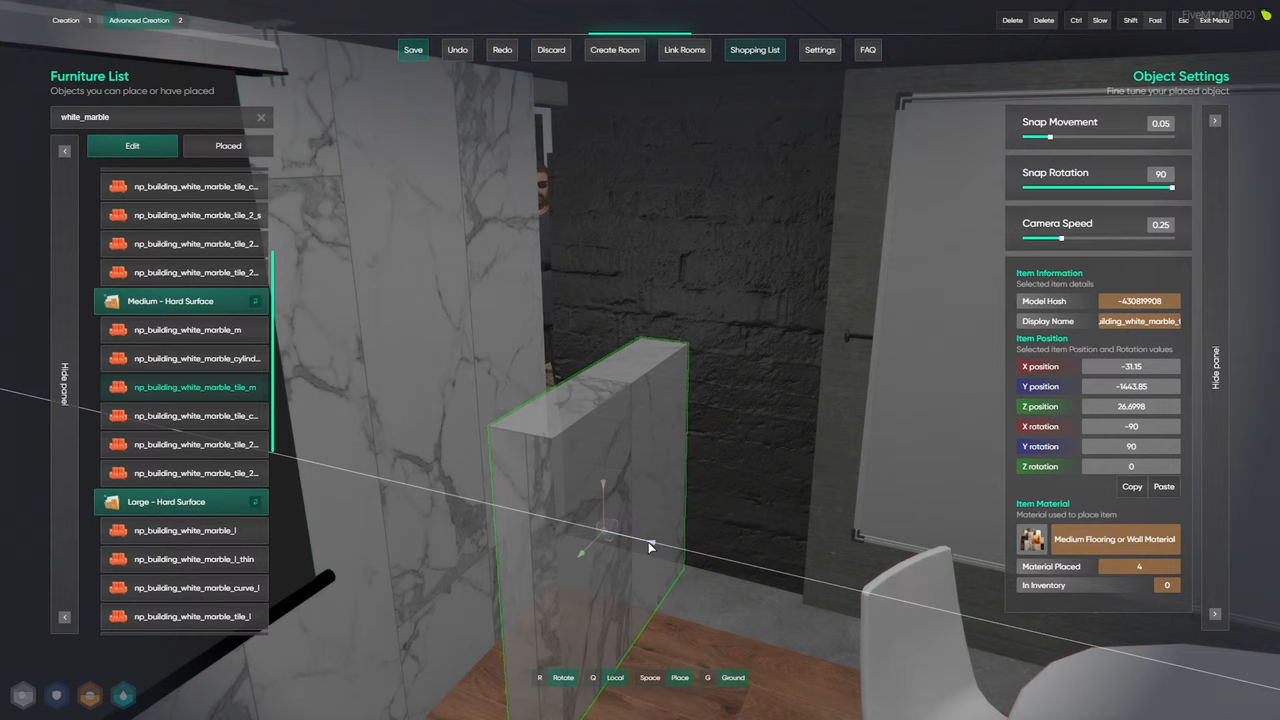 Creation 1 Advanced Creation 2
Delete Delete Ctrl Slow Shift Fast Esc Exit Menu
FiveM* (b2802)
Save Undo Redo Discard Create Room Link Rooms Shopping List Settings FAQ
Furniture List
Objects you can place or have placed
white_marble
Edit Placed
Hide panel
np_building_white_marble_tile_c...
np_building_white_marble_tile_2_s
np_building_white_marble_tile_2...
np_building_white_marble_tile_2...
Medium - Hard Surface
np_building_white_marble_m
np_building_white_marble_cylind...
np_building_white_marble_tile_m
np_building_white_marble_tile_c...
np_building_white_marble_tile_2...
np_building_white_marble_tile_2...
Large - Hard Surface
np_building_white_marble_l
np_building_white_marble_l_thin
np_building_white_marble_curve_l
np_building_white_marble_tile_l
Object Settings
Fine tune your placed object
Snap Movement 0.05
Snap Rotation 90
Camera Speed 0.25
Item Information
Selected item details
Model Hash -430819908
Display Name uilding_white_marble_t
Item Position
Selected item Position and Rotation values
X position -31.15
Y position -1443.85
Z position 26.6998
X rotation -90
Y rotation 90
Z rotation 0
Copy Paste
Item Material
Material used to place item
Medium Flooring or Wall Material
Material Placed 4
In Inventory 0
Hide panel
R Rotate Q Local Space Place G Ground